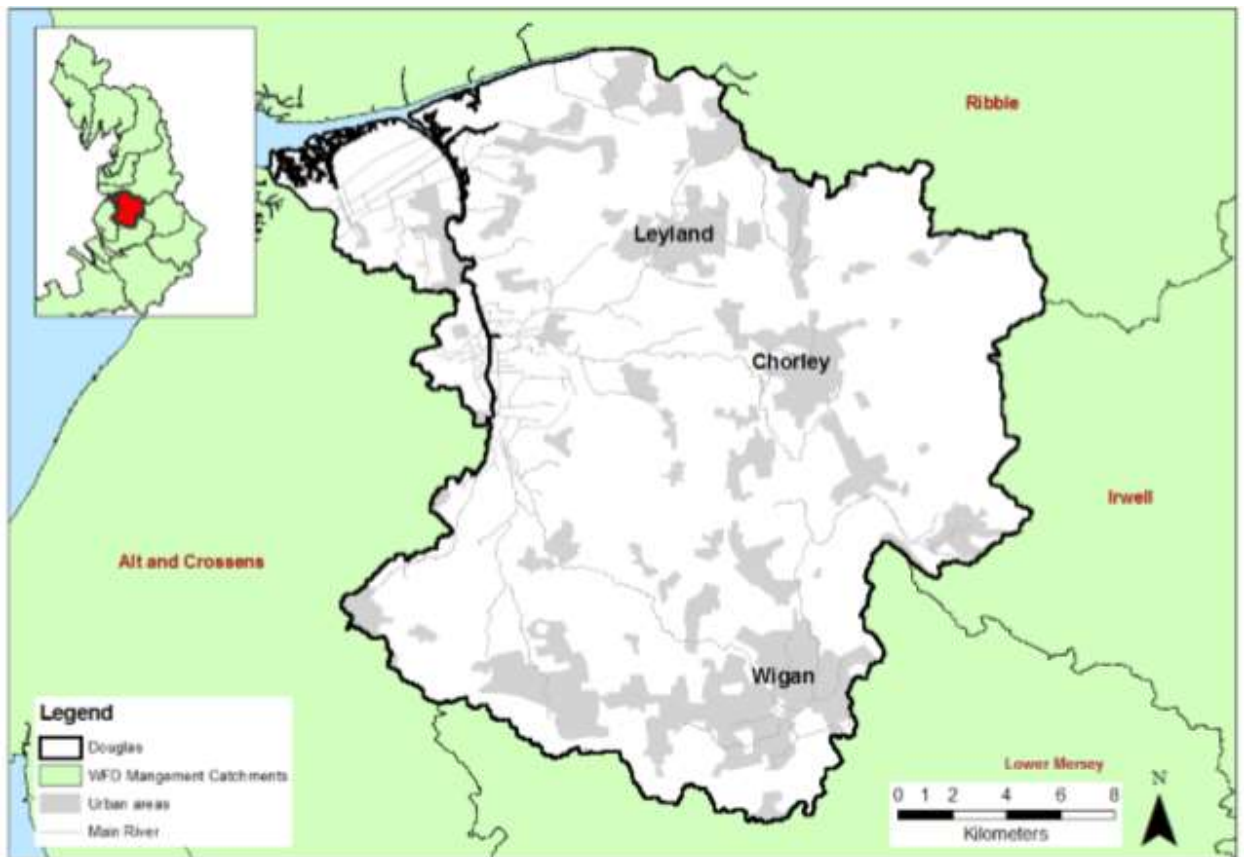 Ribble
Leyland
Chorley
Irwell
Alt and Crossens
Wigan
Legend
Douglas
WFD Mangement Catchments
Urban areas
Main River
Lower Mersey
N
0 1 2 4 6 8
Kilometers